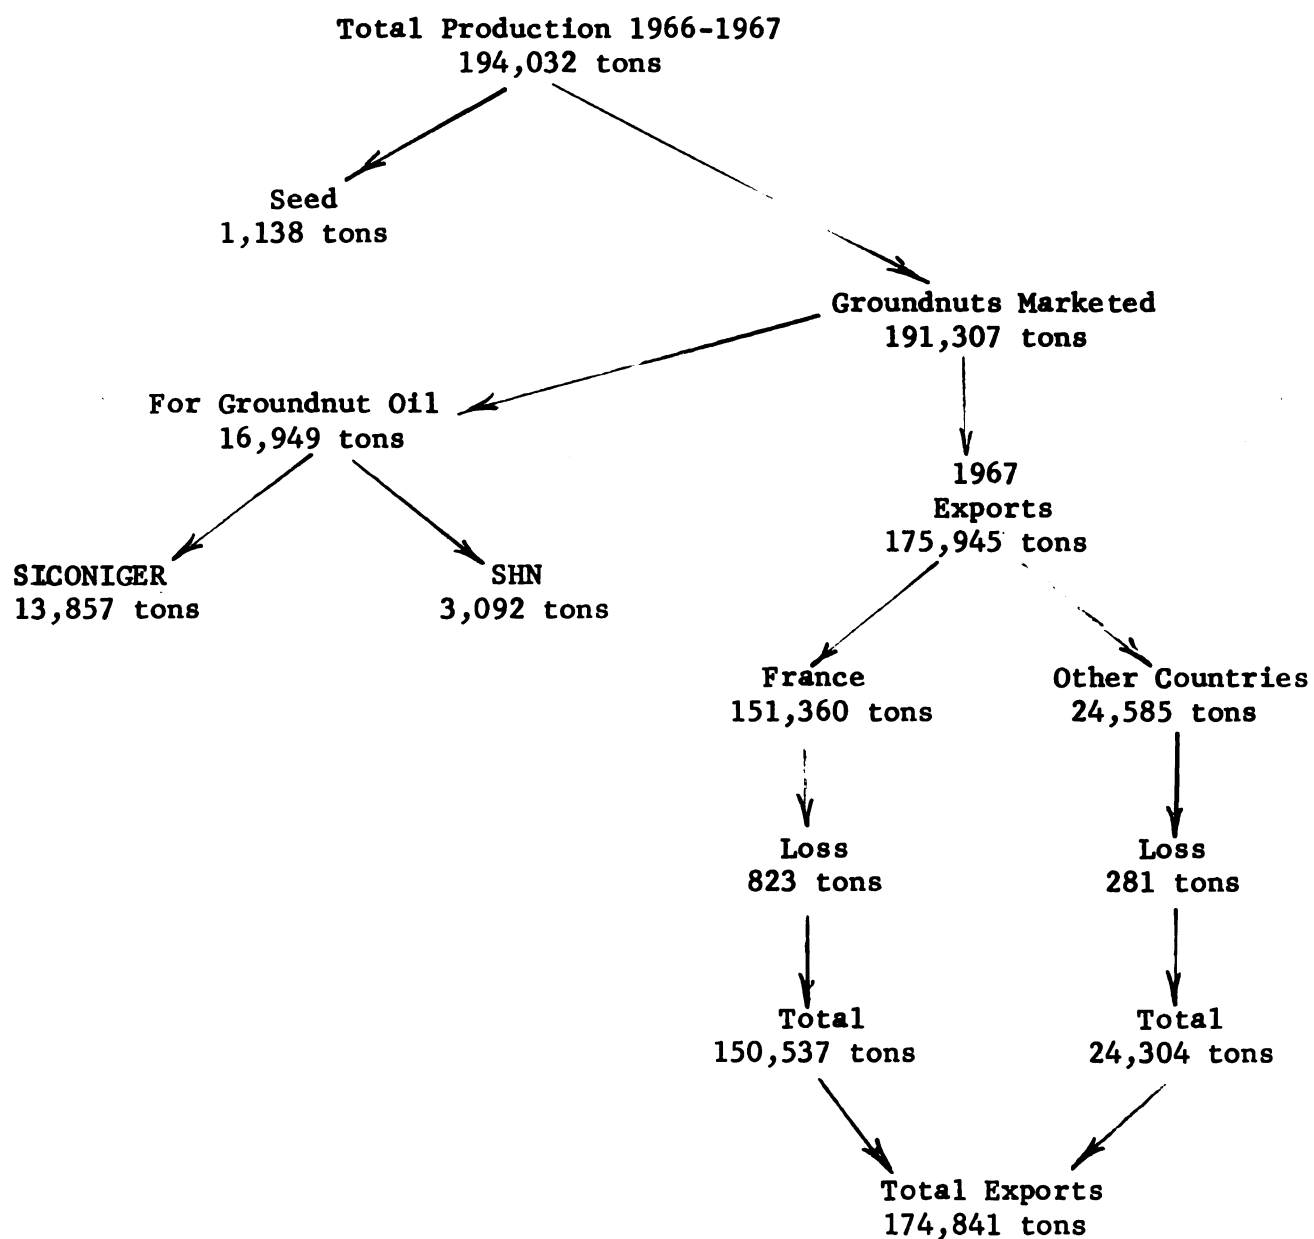 Total Production 1966-1967
194,032 tons
Seed
1,138 tons
Groundnuts Marketed
191,307 tons
For Groundnut Oil
16,949 tons
1967
Exports
175,945 tons
SICONIGER
13,857 tons
SHN
3,092 tons
France
151,360 tons
Other Countries
24,585 tons
Loss
823 tons
Loss
281 tons
Total
150,537 tons
Total
24,304 tons
Total Exports
174,841 tons